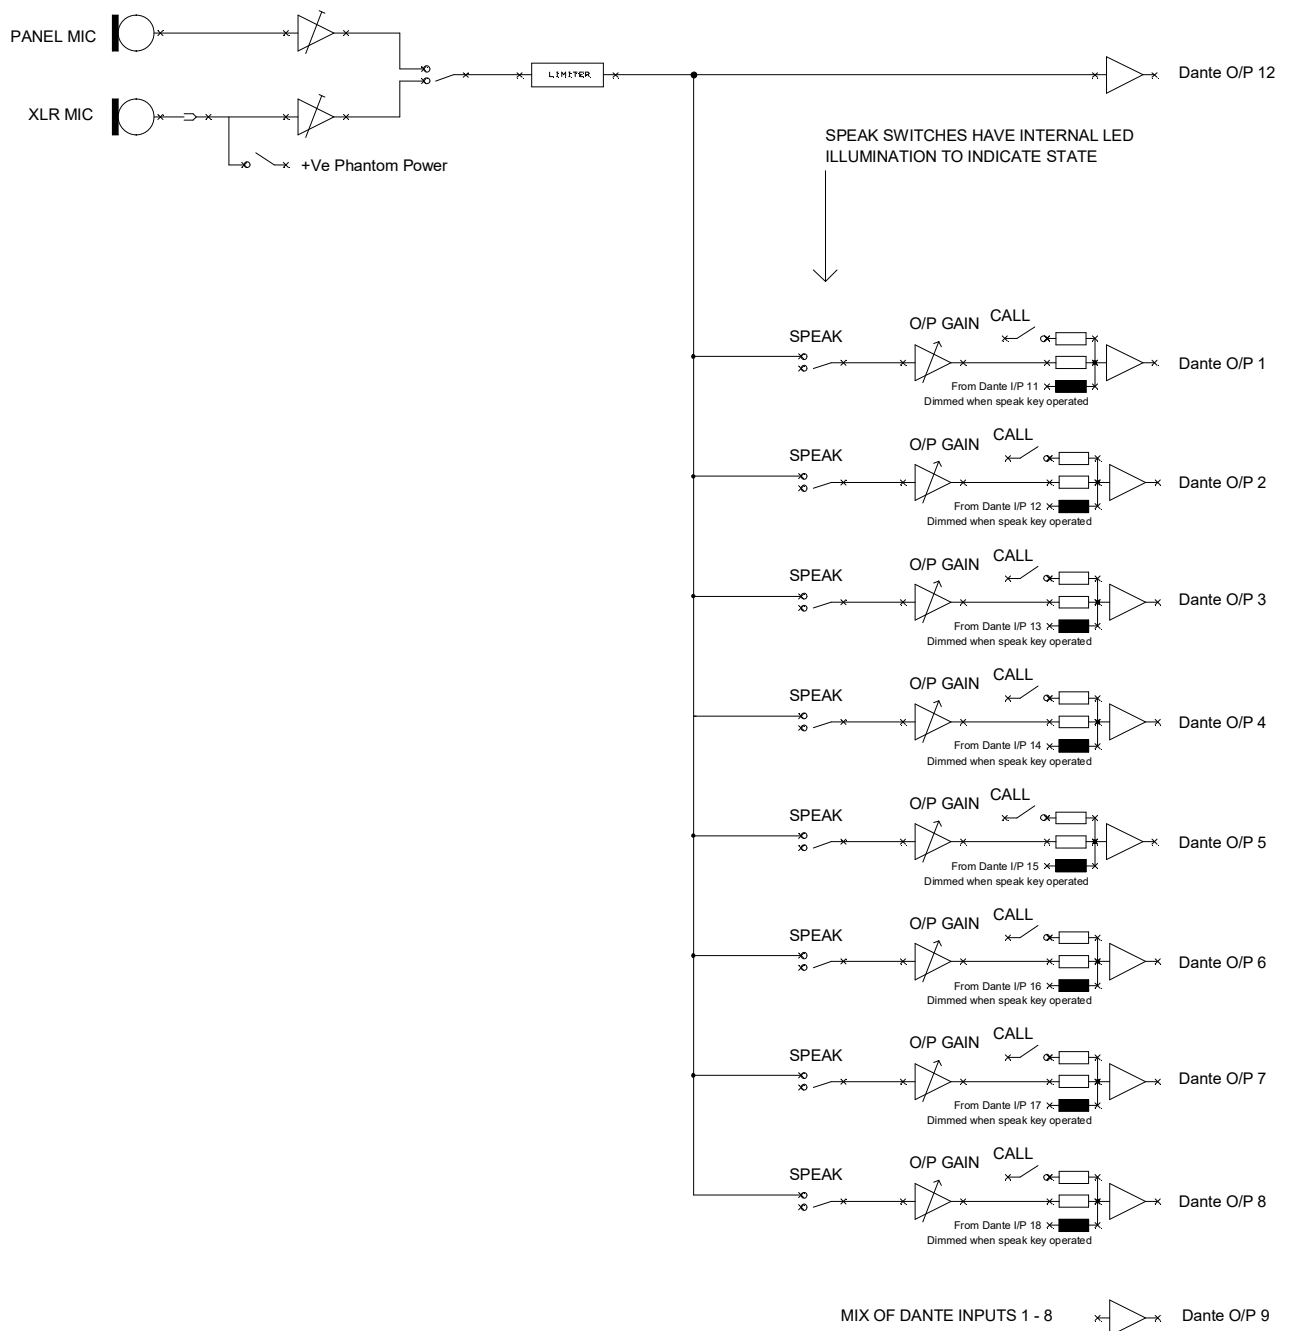 PANEL MIC
LIMITER
Dante O/P 12
XLR MIC
+Ve Phantom Power
SPEAK SWITCHES HAVE INTERNAL LED
ILLUMINATION TO INDICATE STATE
SPEAK
O/P GAIN
CALL
Dante O/P 1
From Dante I/P 11
Dimmed when speak key operated
SPEAK
O/P GAIN
CALL
Dante O/P 2
From Dante I/P 12
Dimmed when speak key operated
SPEAK
O/P GAIN
CALL
Dante O/P 3
From Dante I/P 13
Dimmed when speak key operated
SPEAK
O/P GAIN
CALL
Dante O/P 4
From Dante I/P 14
Dimmed when speak key operated
SPEAK
O/P GAIN
CALL
Dante O/P 5
From Dante I/P 15
Dimmed when speak key operated
SPEAK
O/P GAIN
CALL
Dante O/P 6
From Dante I/P 16
Dimmed when speak key operated
SPEAK
O/P GAIN
CALL
Dante O/P 7
From Dante I/P 17
Dimmed when speak key operated
SPEAK
O/P GAIN
CALL
Dante O/P 8
From Dante I/P 18
Dimmed when speak key operated
MIX OF DANTE INPUTS 1 - 8
Dante O/P 9